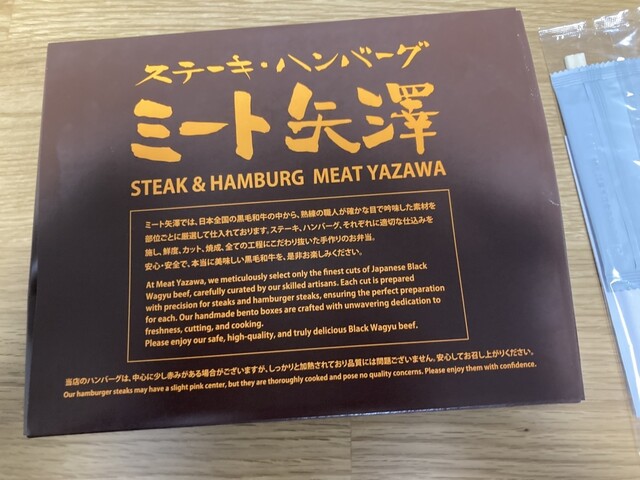 ステーキ・ハンバーグ
ミート矢澤
STEAK & HAMBURG MEAT YAZAWA
ミート矢澤では、日本全国の黒毛和牛の中から、熟練の職人が確かな目で吟味した素材を
部位ごとに厳選して仕入れております。ステーキ、ハンバーグ、それぞれに適切な仕込みを
施し、鮮度、カット、焼成、全ての工程にこだわり抜いた手作りのお弁当。
安心・安全で、本当に美味しい黒毛和牛を、是非お楽しみください。
At Meat Yazawa, we meticulously select only the finest cuts of Japanese Black
Wagyu beef, carefully curated by our skilled artisans. Each cut is prepared
with precision for steaks and hamburger steaks, ensuring the perfect preparation
for each. Our handmade bento boxes are crafted with unwavering dedication to
freshness, cutting, and cooking.
Please enjoy our safe, high-quality, and truly delicious Black Wagyu beef.
当店のハンバーグは、中心に少し赤みがある場合がございますが、しっかりと加熱されており品質には問題ございません。安心してお召し上がりください。
Our hamburger steaks may have a slight pink center, but they are thoroughly cooked and pose no quality concerns. Please enjoy them with confidence.